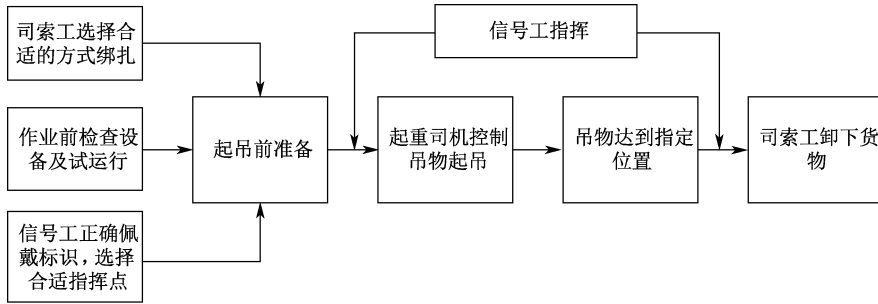 司索工选择合
适的方式绑扎
信号工指挥
作业前检查设
备及试运行
起吊前准备
起重司机控制
吊物起吊
吊物达到指定
位置
司索工卸下货
物
信号工正确佩
戴标识，选择
合适指挥点